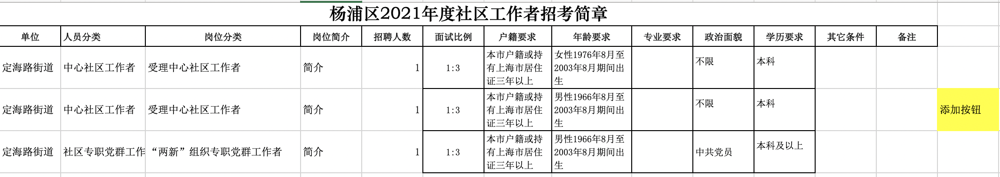 杨浦区2021年度社区工作者招考简章
单位 人员分类 岗位分类 岗位简介 招聘人数 面试比例 户籍要求 年龄要求 专业要求 政治面貌 学历要求 其它条件 备注
定海路街道 中心社区工作者 受理中心社区工作者 简介 1 1:3 本市户籍或持有上海市居住证三年以上 女性1976年8月至2003年8月期间出生 不限 本科
定海路街道 中心社区工作者 受理中心社区工作者 简介 1 1:3 本市户籍或持有上海市居住证三年以上 男性1966年8月至2003年8月期间出生 不限 本科 添加按钮
定海路街道 社区专职党群工作 “两新”组织专职党群工作者 简介 1 1:3 本市户籍或持有上海市居住证三年以上 男性1966年8月至2003年8月期间出生 中共党员 本科及以上